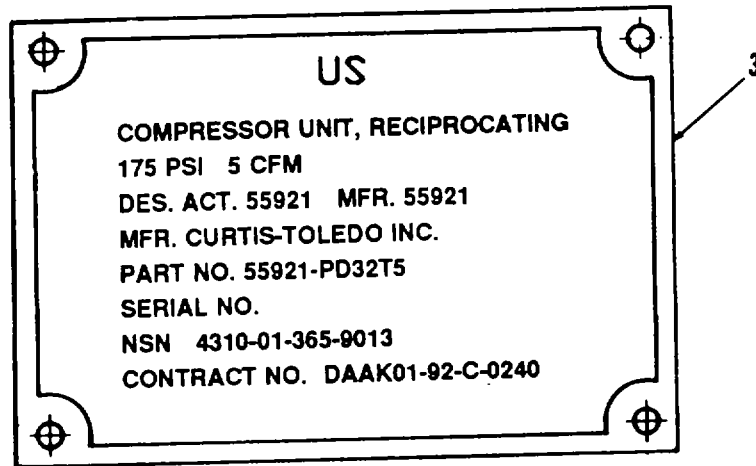 US
3
COMPRESSOR UNIT, RECIPROCATING
175 PSI 5 CFM
DES. ACT. 55921 MFR. 55921
MFR. CURTIS-TOLEDO INC.
PART NO. 55921-PD32T5
SERIAL NO.
NSN 4310-01-365-9013
CONTRACT NO. DAAK01-92-C-0240